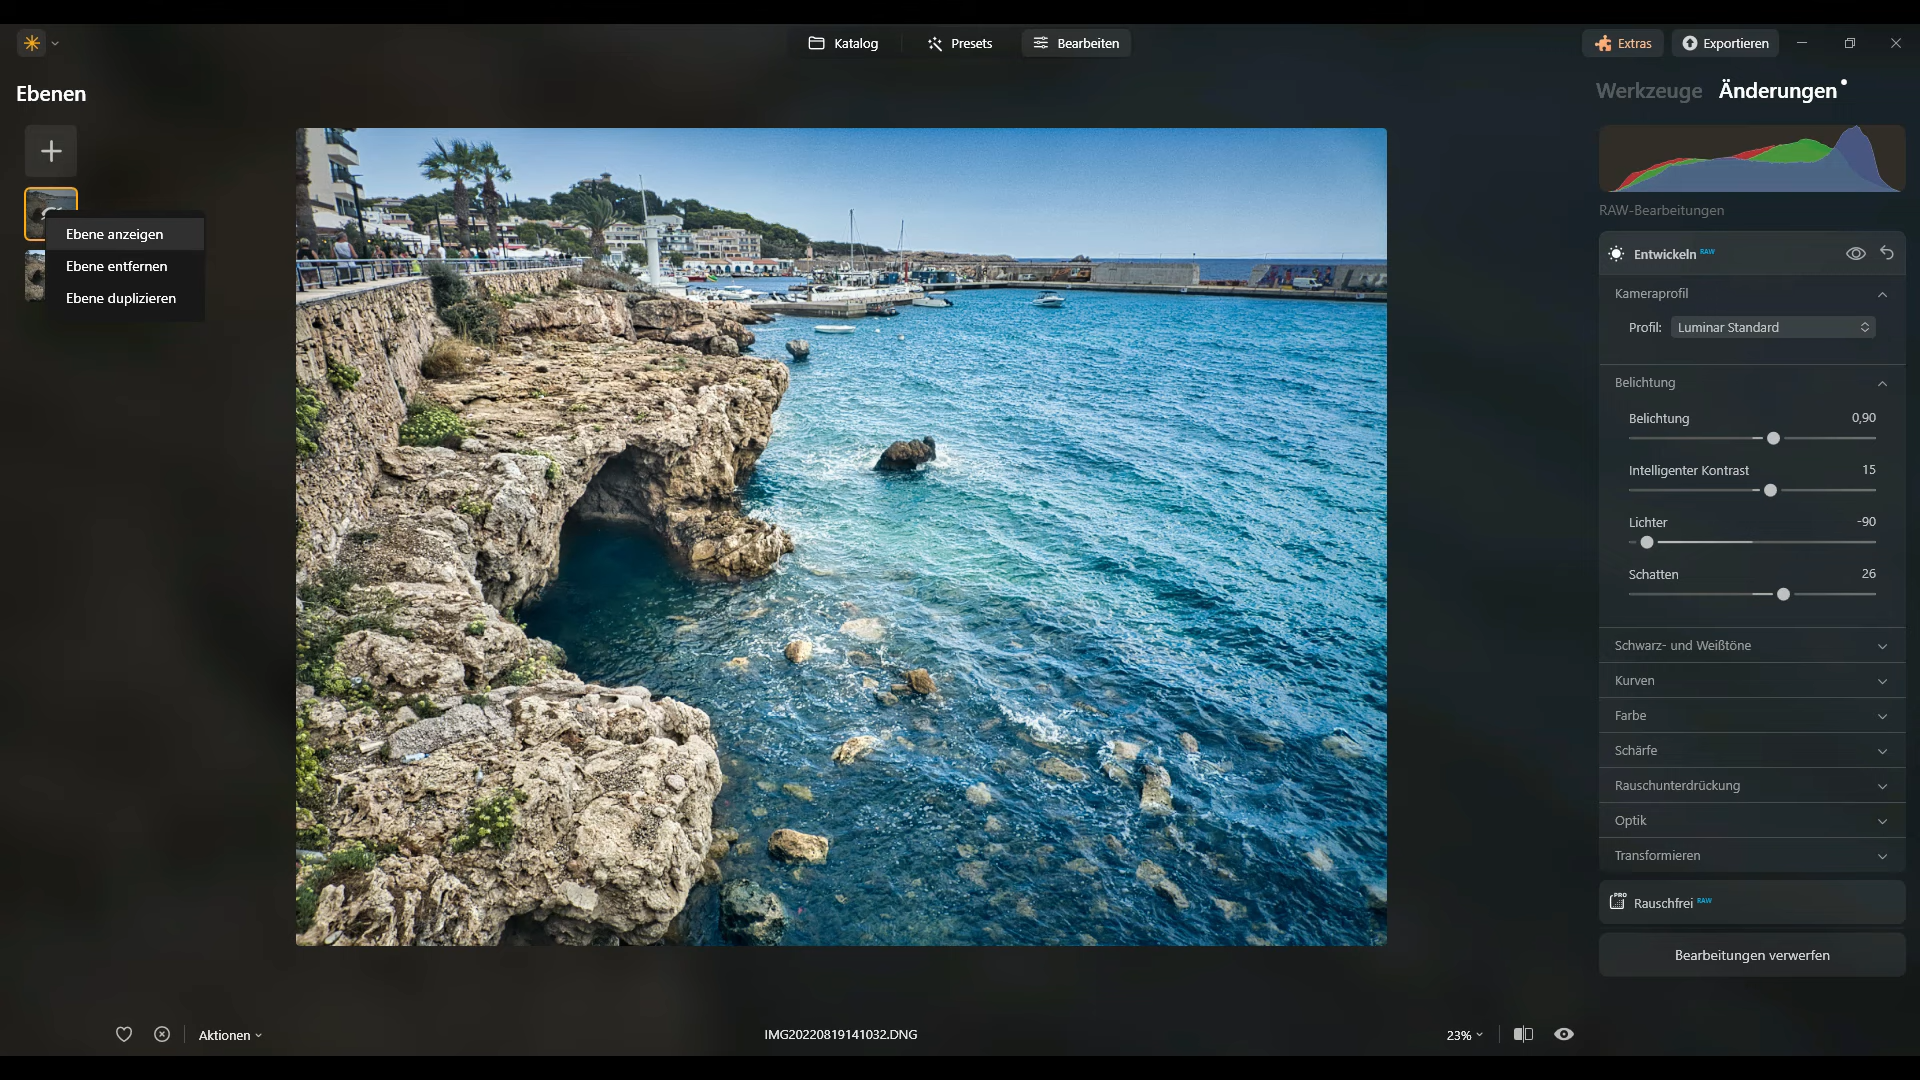 Katalog
Presets
Bearbeiten
Extras
Exportieren
Ebenen
Werkzeuge
Änderungen
Ebene anzeigen
Ebene entfernen
Ebene duplizieren
RAW-Bearbeitungen
Entwickeln RAW
Kameraprofil
Profil: Luminar Standard
Belichtung
Belichtung 0,90
Intelligenter Kontrast 15
Lichter -90
Schatten 26
Schwarz- und Weißtöne
Kurven
Farbe
Schärfe
Rauschunterdrückung
Optik
Transformieren
PRO
Rauschfrei RAW
Bearbeitungen verwerfen
Aktionen
IMG20220819141032.DNG
23%